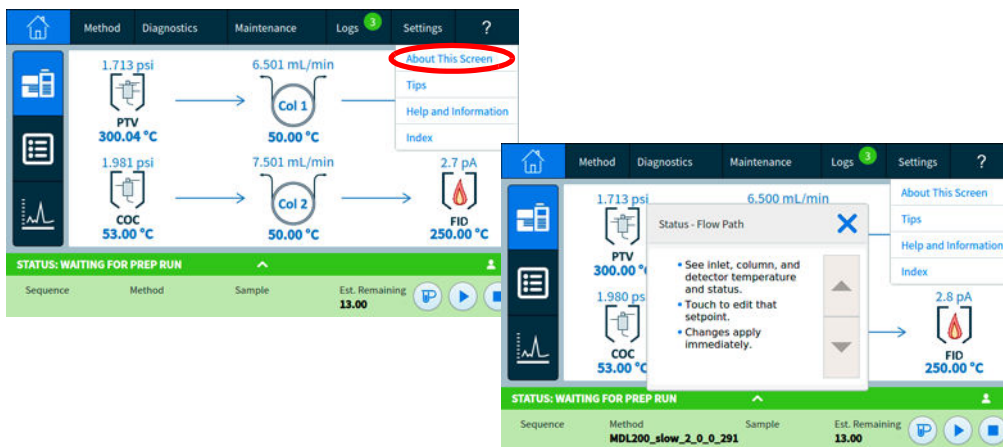 Method Diagnostics Maintenance Logs 3 Settings ?
About This Screen
Tips
Help and Information
Index
1.713 psi 6.501 mL/min
Col 1
PTV
300.04 °C 50.00 °C
1.981 psi 7.501 mL/min 2.7 pA
Col 2
COC FID
53.00 °C 50.00 °C 250.00 °C
STATUS: WAITING FOR PREP RUN
Sequence Method Sample Est. Remaining
13.00
Method Diagnostics Maintenance Logs 3 Settings ?
About This Screen
Tips
Help and Information
Index
1.713 psi 6.500 mL/min
Status - Flow Path
• See inlet, column, and
detector temperature
and status.
• Touch to edit that
setpoint.
• Changes apply
immediately.
PTV
300.00 °
1.980 ps 2.8 pA
COC FID
53.00 °C 250.00 °C
STATUS: WAITING FOR PREP RUN
Sequence Method Sample Est. Remaining
MDL200_slow_2_0_0_291 13.00